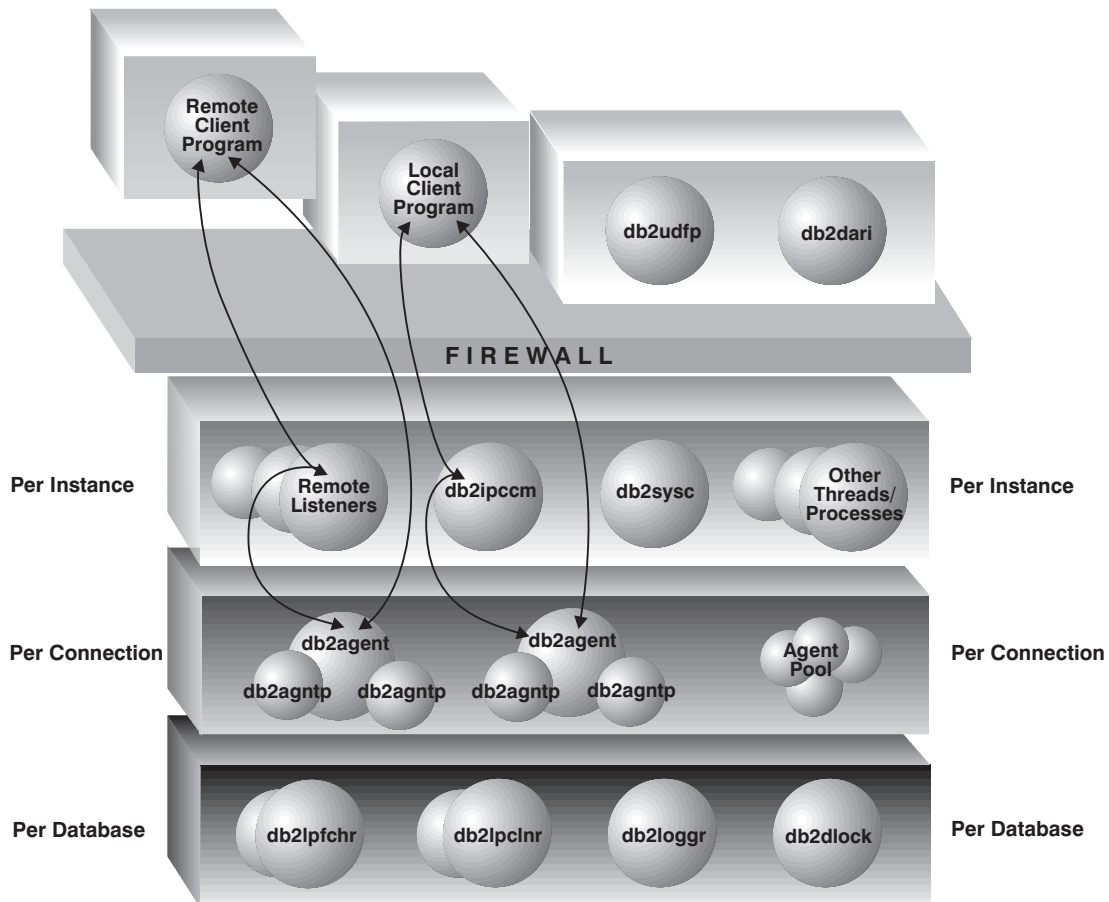 Remote
Client
Program
Local
Client
Program
db2udfp
db2dari
FIREWALL
Per Instance
Remote
Listeners
db2ipccm
db2sysc
Other
Threads/
Processes
Per Instance
Per Connection
db2agent
db2agntp
db2agntp
db2agent
db2agntp
db2agntp
Agent
Pool
Per Connection
Per Database
db2lpfchr
db2lpclnr
db2loggr
db2dlock
Per Database